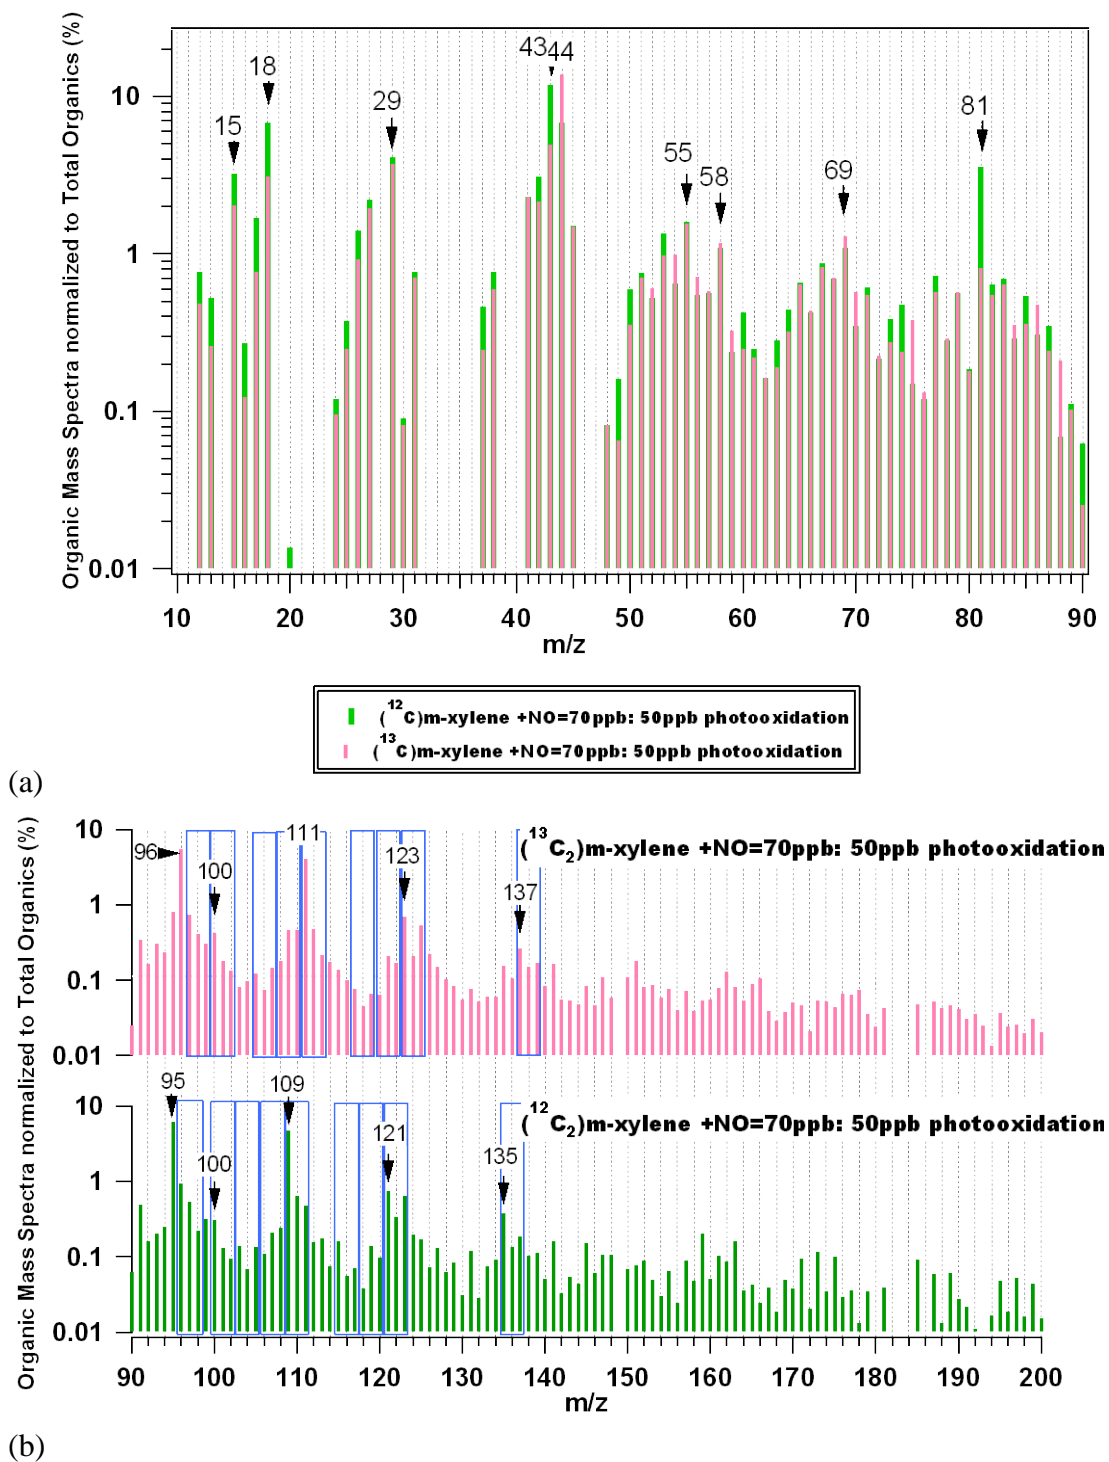 Organic Mass Spectra normalized to Total Organics (%)
10
1
0.1
0.01
15
18
29
43 44
55
58
69
81
10 20 30 40 50 60 70 80 90
m/z
(¹²C)m-xylene +NO=70ppb: 50ppb photooxidation
(¹³C)m-xylene +NO=70ppb: 50ppb photooxidation
(a)
Organic Mass Spectra normalized to Total Organics (%)
10
1
0.1
0.01
96
100
111
123
137
(¹³C₂)m-xylene +NO=70ppb: 50ppb photooxidation
10
1
0.1
0.01
95
100
109
121
135
(¹²C₂)m-xylene +NO=70ppb: 50ppb photooxidation
90 100 110 120 130 140 150 160 170 180 190 200
m/z
(b)